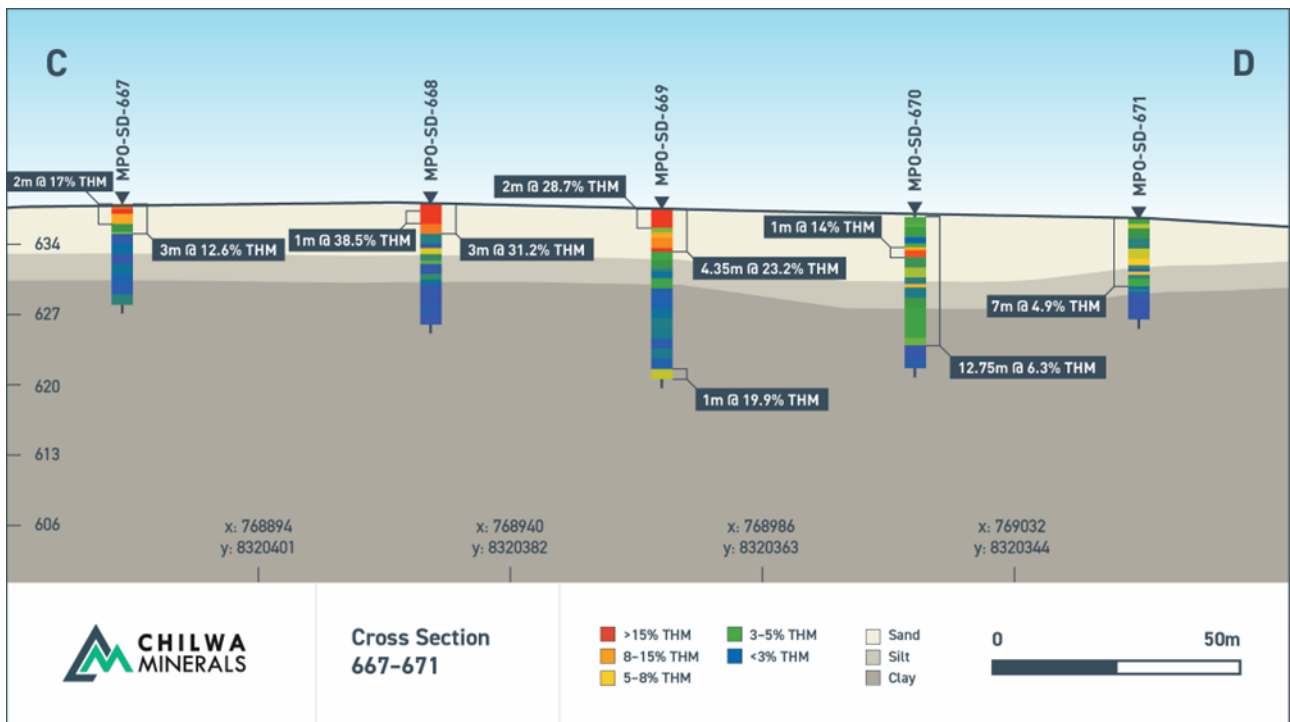 C
D
MPO-SD-667
MPO-SD-668
MPO-SD-669
MPO-SD-670
MPO-SD-671
2m @ 17% THM
3m @ 12.6% THM
1m @ 38.5% THM
3m @ 31.2% THM
2m @ 28.7% THM
4.35m @ 23.2% THM
1m @ 19.9% THM
1m @ 14% THM
12.75m @ 6.3% THM
7m @ 4.9% THM
634
627
620
613
606
x: 768894
y: 8320401
x: 768940
y: 8320382
x: 768986
y: 8320363
x: 769032
y: 8320344
CHILWA
MINERALS
Cross Section
667–671
>15% THM
8–15% THM
5–8% THM
3–5% THM
<3% THM
Sand
Silt
Clay
0
50m